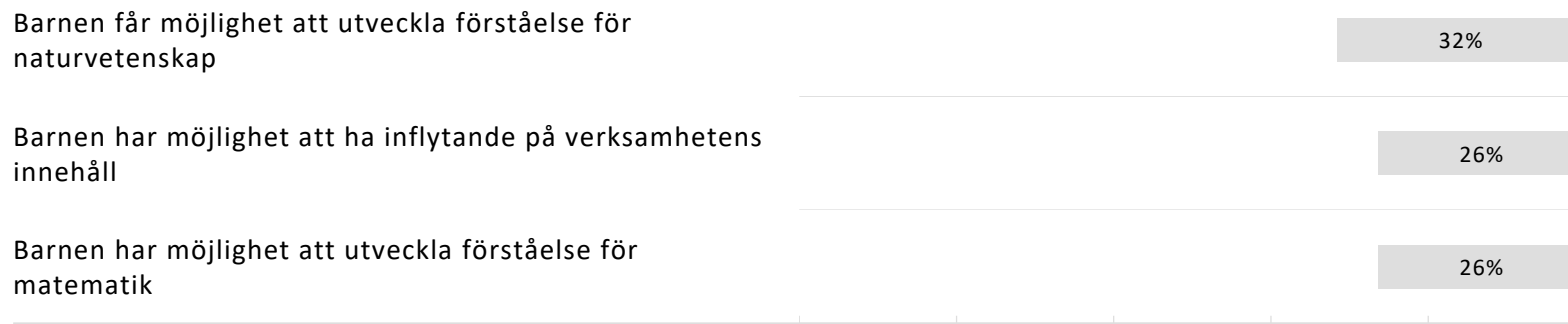 Barnen får möjlighet att utveckla förståelse för
naturvetenskap
32%
Barnen har möjlighet att ha inflytande på verksamhetens
innehåll
26%
Barnen har möjlighet att utveckla förståelse för
matematik
26%